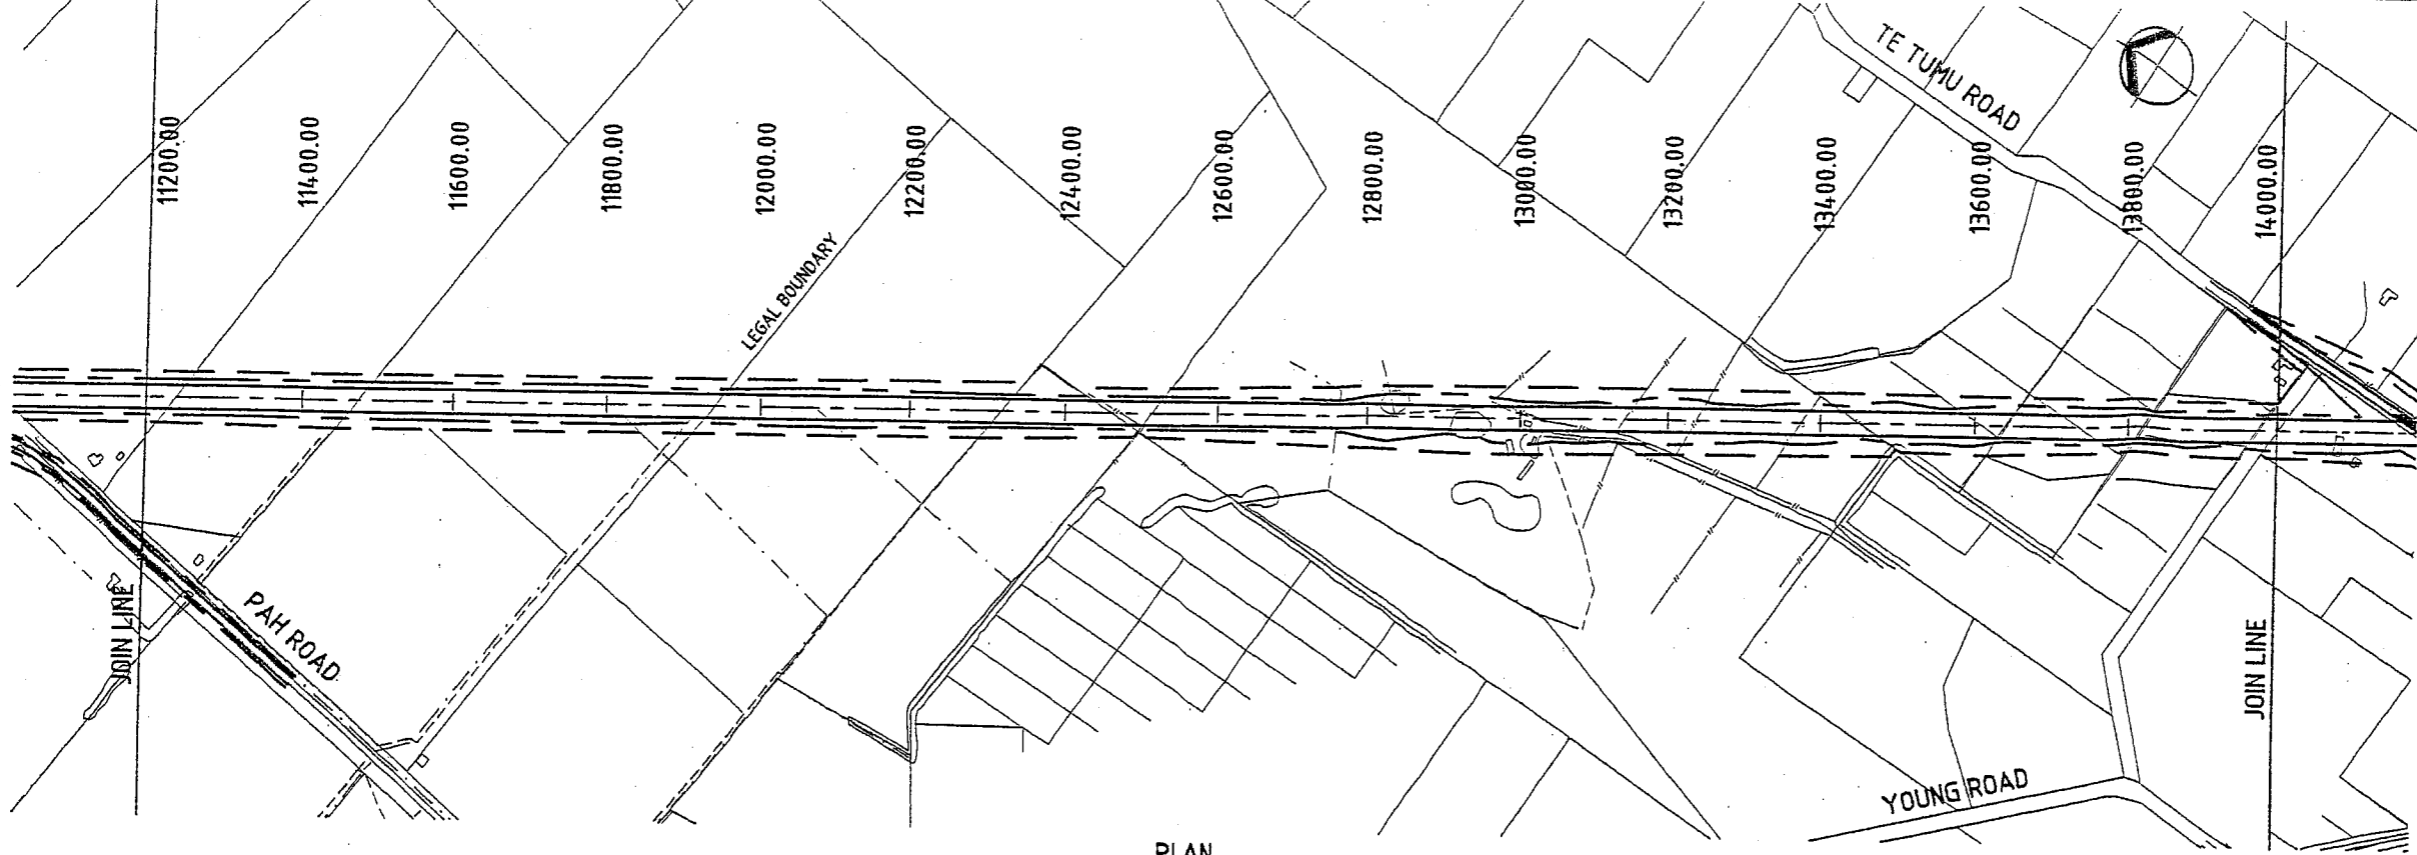 TE TUMU ROAD
11200.00
11400.00
11600.00
11800.00
12000.00
12200.00
12400.00
12600.00
12800.00
13000.00
13200.00
13400.00
13600.00
13800.00
14000.00
LEGAL BOUNDARY
JOIN LINE
PAH ROAD
JOIN LINE
YOUNG ROAD
PLAN